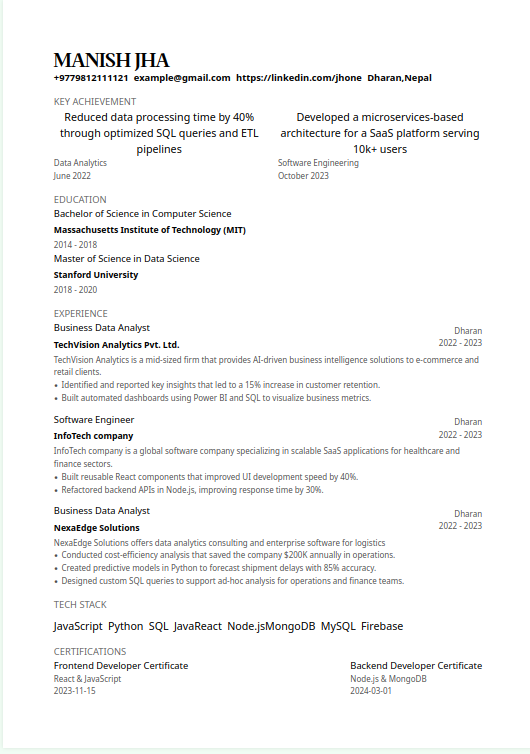 MANISH JHA
+9779812111121 example@gmail.com https://linkedin.com/jhone Dharan,Nepal
KEY ACHIEVEMENT
Reduced data processing time by 40%
through optimized SQL queries and ETL
pipelines
Data Analytics
June 2022
Developed a microservices-based
architecture for a SaaS platform serving
10k+ users
Software Engineering
October 2023
EDUCATION
Bachelor of Science in Computer Science
Massachusetts Institute of Technology (MIT)
2014 - 2018
Master of Science in Data Science
Stanford University
2018 - 2020
EXPERIENCE
Business Data Analyst
Dharan
TechVision Analytics Pvt. Ltd.
2022 - 2023
TechVision Analytics is a mid-sized firm that provides AI-driven business intelligence solutions to e-commerce and
retail clients.
• Identified and reported key insights that led to a 15% increase in customer retention.
• Built automated dashboards using Power BI and SQL to visualize business metrics.
Software Engineer
Dharan
InfoTech company
2022 - 2023
InfoTech company is a global software company specializing in scalable SaaS applications for healthcare and
finance sectors.
• Built reusable React components that improved UI development speed by 40%.
• Refactored backend APIs in Node.js, improving response time by 30%.
Business Data Analyst
Dharan
NexaEdge Solutions
2022 - 2023
NexaEdge Solutions offers data analytics consulting and enterprise software for logistics
• Conducted cost-efficiency analysis that saved the company $200K annually in operations.
• Created predictive models in Python to forecast shipment delays with 85% accuracy.
• Designed custom SQL queries to support ad-hoc analysis for operations and finance teams.
TECH STACK
JavaScript Python SQL JavaReact Node.jsMongoDB MySQL Firebase
CERTIFICATIONS
Frontend Developer Certificate
React & JavaScript
2023-11-15
Backend Developer Certificate
Node.js & MongoDB
2024-03-01